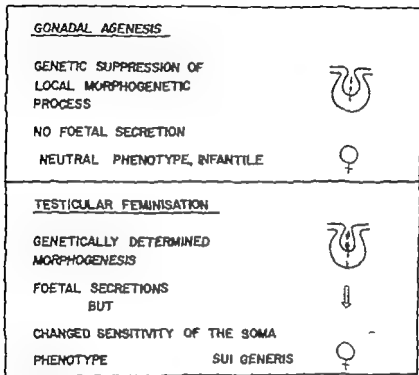 GONADAL AGENESIS
GENETIC SUPPRESSION OF
LOCAL MORPHOGENETIC
PROCESS
NO FOETAL SECRETION
NEUTRAL PHENOTYPE, INFANTILE
TESTICULAR FEMINISATION
GENETICALLY DETERMINED
MORPHOGENESIS
FOETAL SECRETIONS
BUT
CHANGED SENSITIVITY OF THE SOMA
PHENOTYPE SUI GENERIS